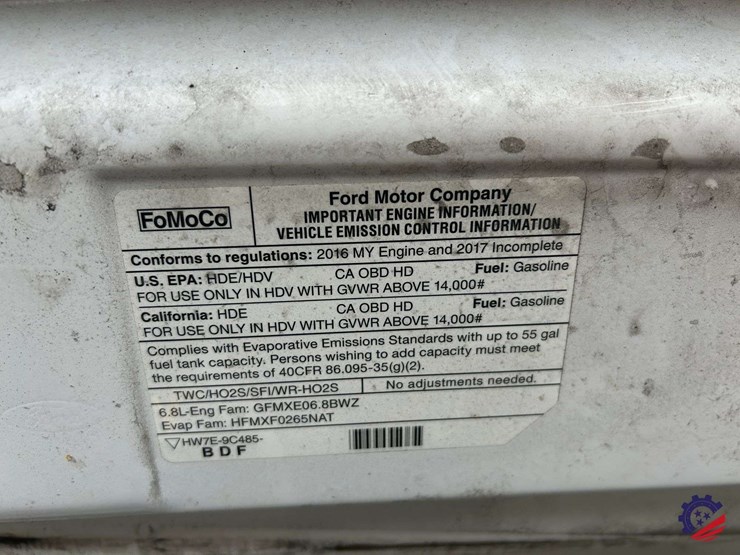 FoMoCo
Ford Motor Company
IMPORTANT ENGINE INFORMATION/
VEHICLE EMISSION CONTROL INFORMATION
Conforms to regulations: 2016 MY Engine and 2017 Incomplete
U.S. EPA: HDE/HDV CA OBD HD Fuel: Gasoline
FOR USE ONLY IN HDV WITH GVWR ABOVE 14,000#
California: HDE CA OBD HD Fuel: Gasoline
FOR USE ONLY IN HDV WITH GVWR ABOVE 14,000#
Complies with Evaporative Emissions Standards with up to 55 gal
fuel tank capacity. Persons wishing to add capacity must meet
the requirements of 40CFR 86.095-35(g)(2).
TWC/HO2S/SFI/WR-HO2S No adjustments needed.
6.8L-Eng Fam: GFMXE06.8BWZ
Evap Fam: HFMXF0265NAT
HW7E-9C485-
BDF